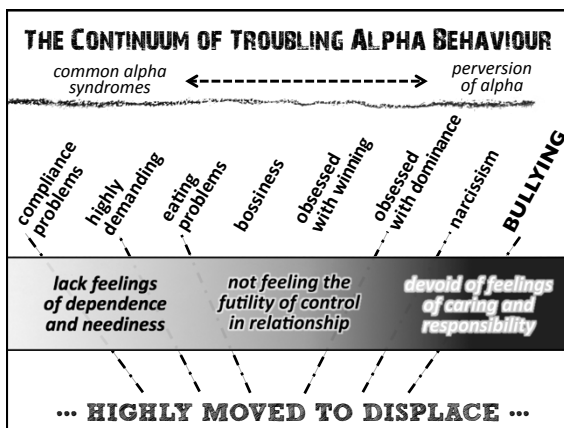 THE CONTINUUM OF TROUBLING ALPHA BEHAVIOUR
common alpha
syndromes
perversion
of alpha
compliance
problems
highly
demanding
eating
problems
bossiness
obsessed
with winning
obsessed
with dominance
narcissism
BULLYING
lack feelings
of dependence
and neediness
not feeling the
futility of control
in relationship
devoid of feelings
of caring and
responsibility
... HIGHLY MOVED TO DISPLACE ...